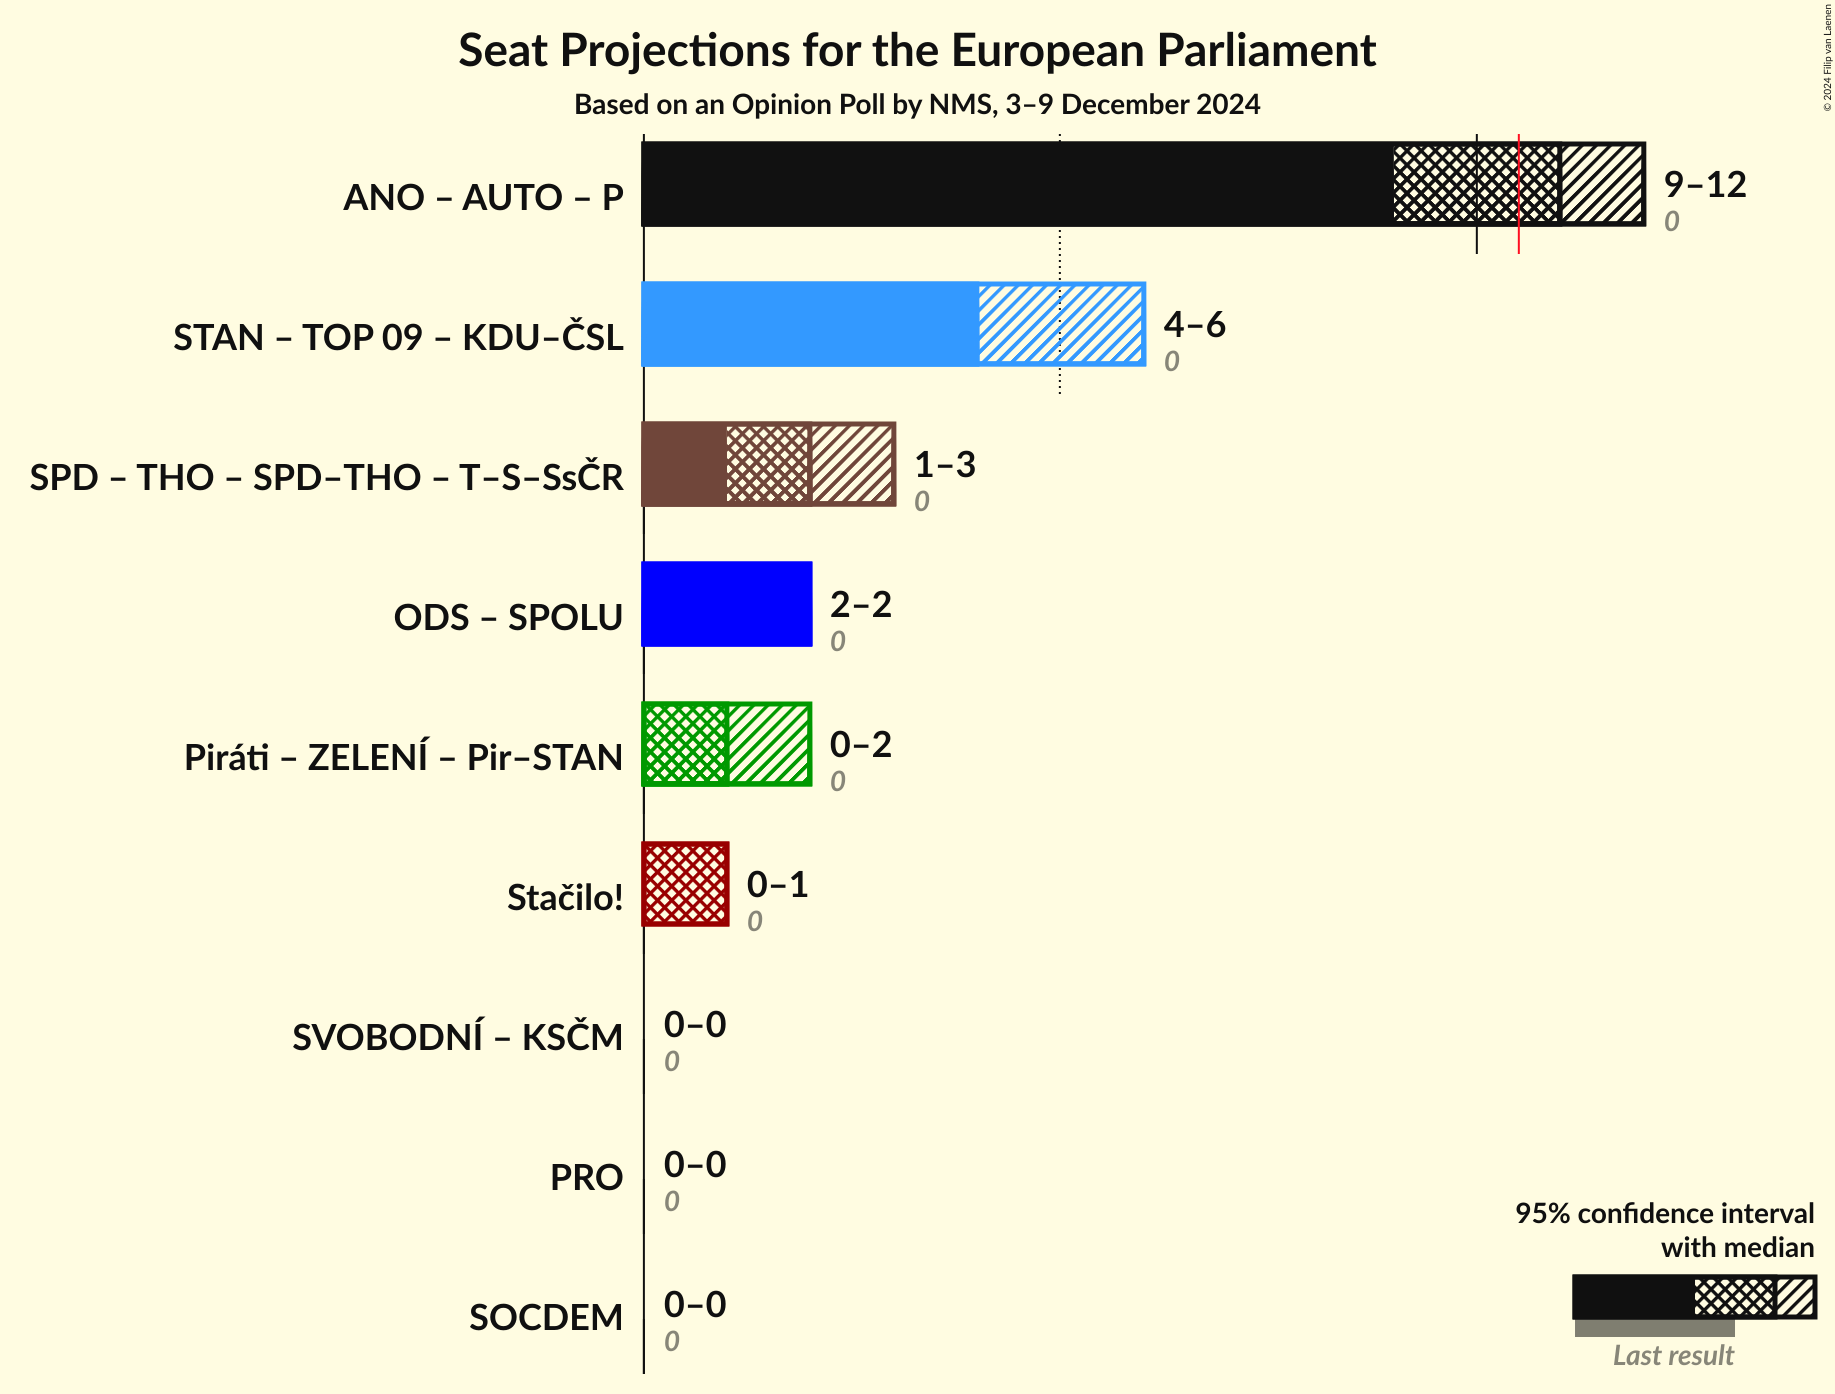 Seat Projections for the European Parliament
Based on an Opinion Poll by NMS, 3–9 December 2024
© 2024 Filip van Laenen
ANO – AUTO – P
9–12
0
STAN – TOP 09 – KDU–ČSL
4–6
0
SPD – THO – SPD–THO – T–S–SsČR
1–3
0
ODS – SPOLU
2–2
0
Piráti – ZELENÍ – Pir–STAN
0–2
0
Stačilo!
0–1
0
SVOBODNÍ – KSČM
0–0
0
PRO
0–0
0
SOCDEM
0–0
0
95% confidence interval
with median
Last result